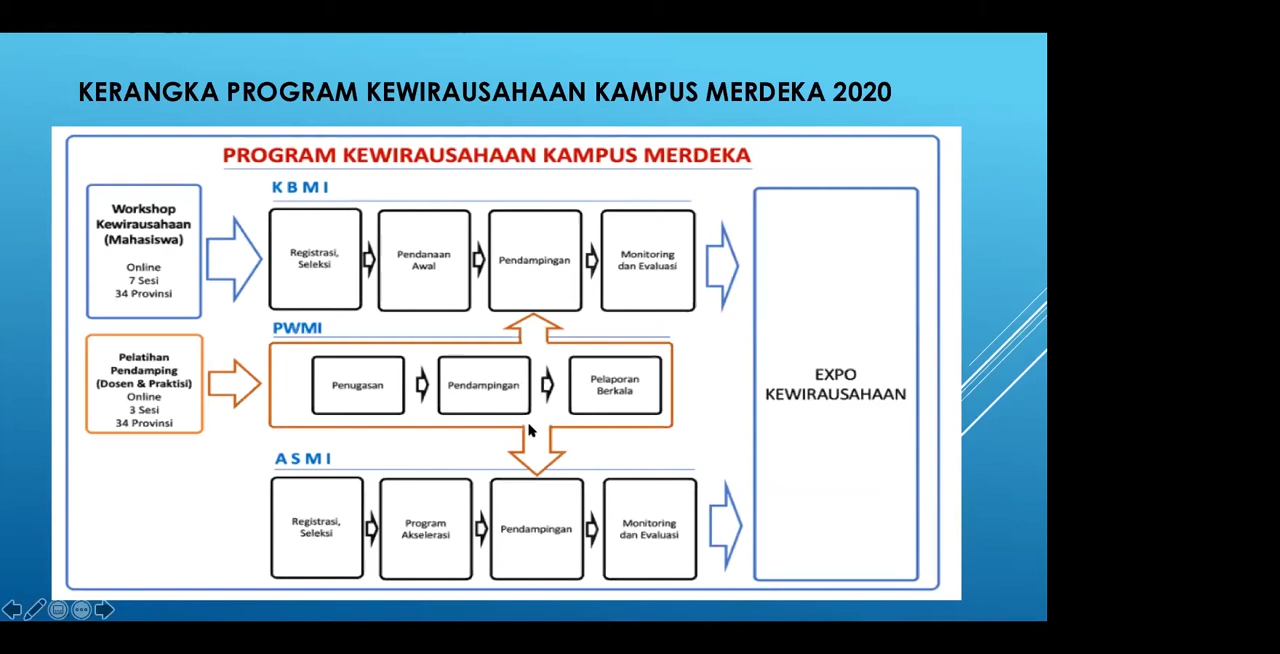 KERANGKA PROGRAM KEWIRAUSAHAAN KAMPUS MERDEKA 2020
PROGRAM KEWIRAUSAHAAN KAMPUS MERDEKA
Workshop
Kewirausahaan
(Mahasiswa)
Online
7 Sesi
34 Provinsi
K B M I
Registrasi,
Seleksi
Pendanaan
Awal
Pendampingan
Monitoring
dan Evaluasi
Pelatihan
Pendamping
(Dosen & Praktisi)
Online
3 Sesi
34 Provinsi
PWMI
Penugasan
Pendampingan
Pelaporan
Berkala
A S M I
Registrasi,
Seleksi
Program
Akselerasi
Pendampingan
Monitoring
dan Evaluasi
EXPO
KEWIRAUSAHAAN